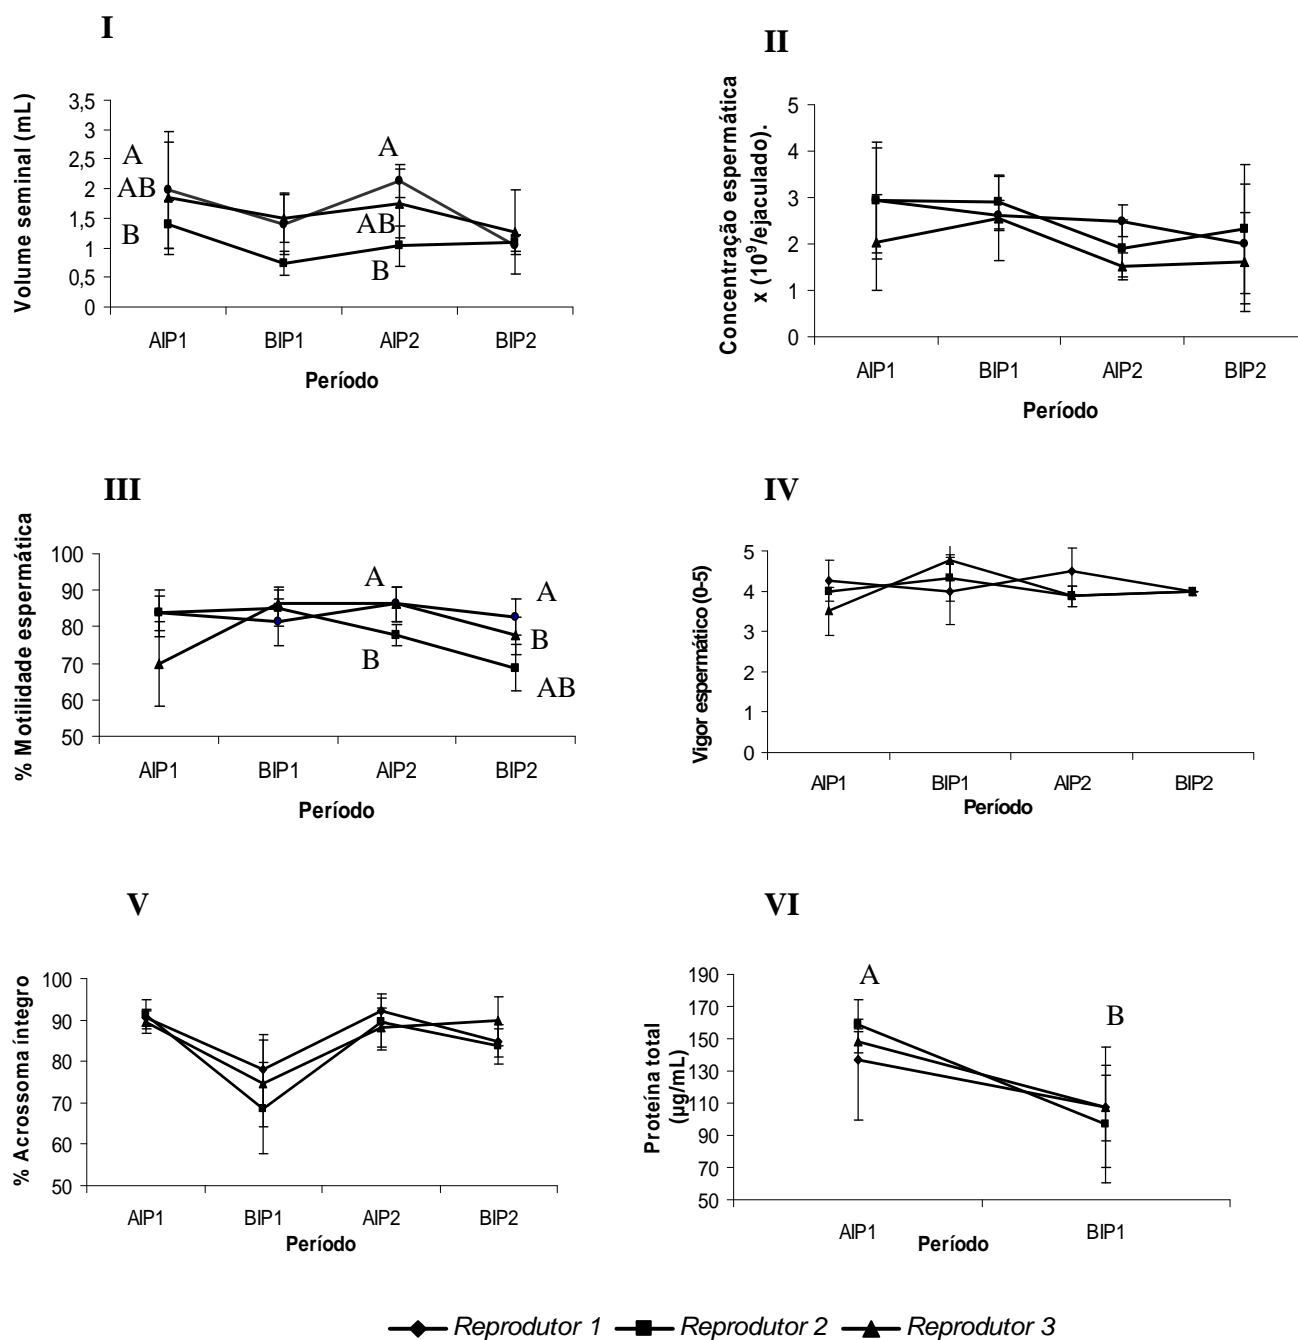 I
Volume seminal (mL)
3,5
3
2,5
2
1,5
1
0,5
0
A
AB
B
A
AB
B
AIP1 BIP1 AIP2 BIP2
Período
II
Concentração espermática
x (10⁹/ejaculado).
5
4
3
2
1
0
AIP1 BIP1 AIP2 BIP2
Período
III
% Motilidade espermática
100
90
80
70
60
50
A
B
A
B
AB
AIP1 BIP1 AIP2 BIP2
Período
IV
Vigor espermático (0-5)
5
4
3
2
1
0
AIP1 BIP1 AIP2 BIP2
Período
V
% Acrossoma íntegro
100
90
80
70
60
50
AIP1 BIP1 AIP2 BIP2
Período
VI
Proteína total
(µg/mL)
190
170
150
130
110
90
70
50
A
B
AIP1 BIP1
Período
Reprodutor 1 Reprodutor 2 Reprodutor 3